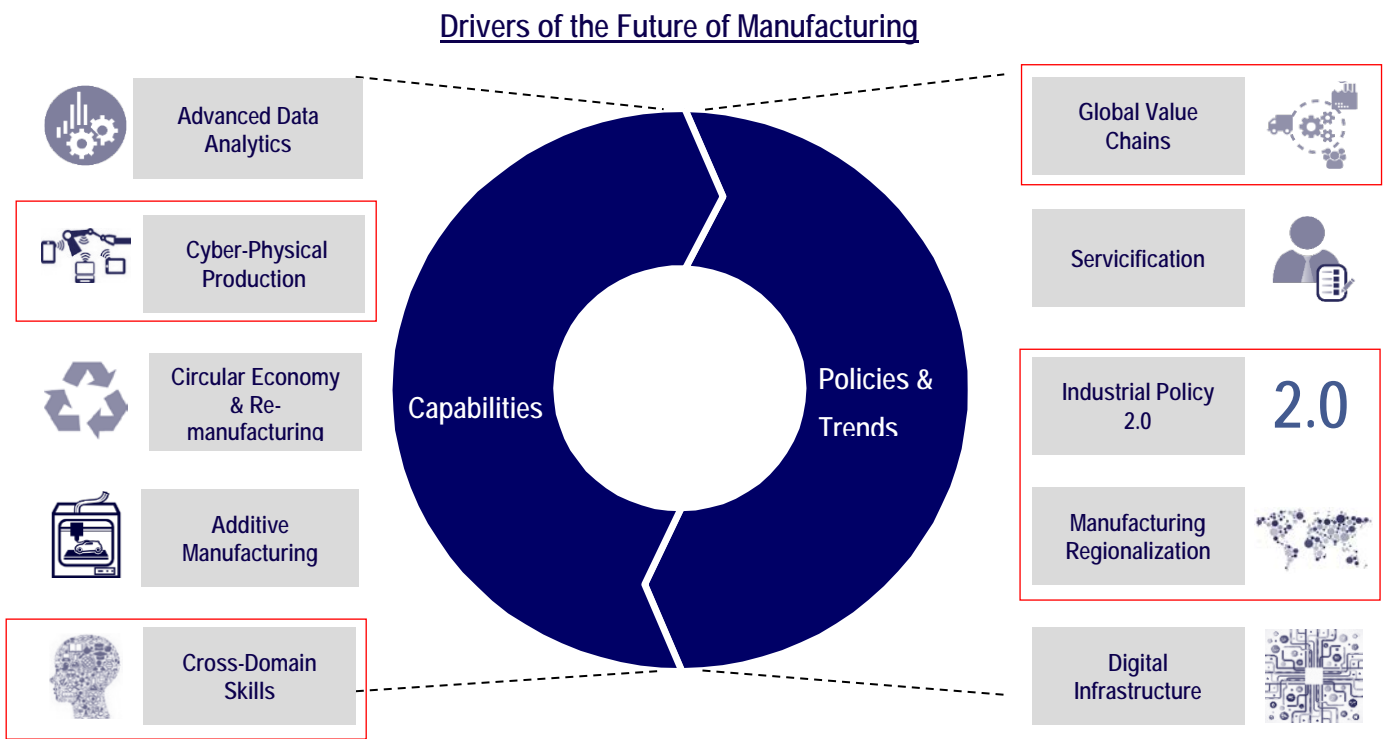 Drivers of the Future of Manufacturing
Advanced Data
Analytics
Cyber-Physical
Production
Circular Economy
& Re-
manufacturing
Additive
Manufacturing
Cross-Domain
Skills
Capabilities
Policies &
Trends
Global Value
Chains
Servicification
Industrial Policy
2.0
2.0
Manufacturing
Regionalization
Digital
Infrastructure